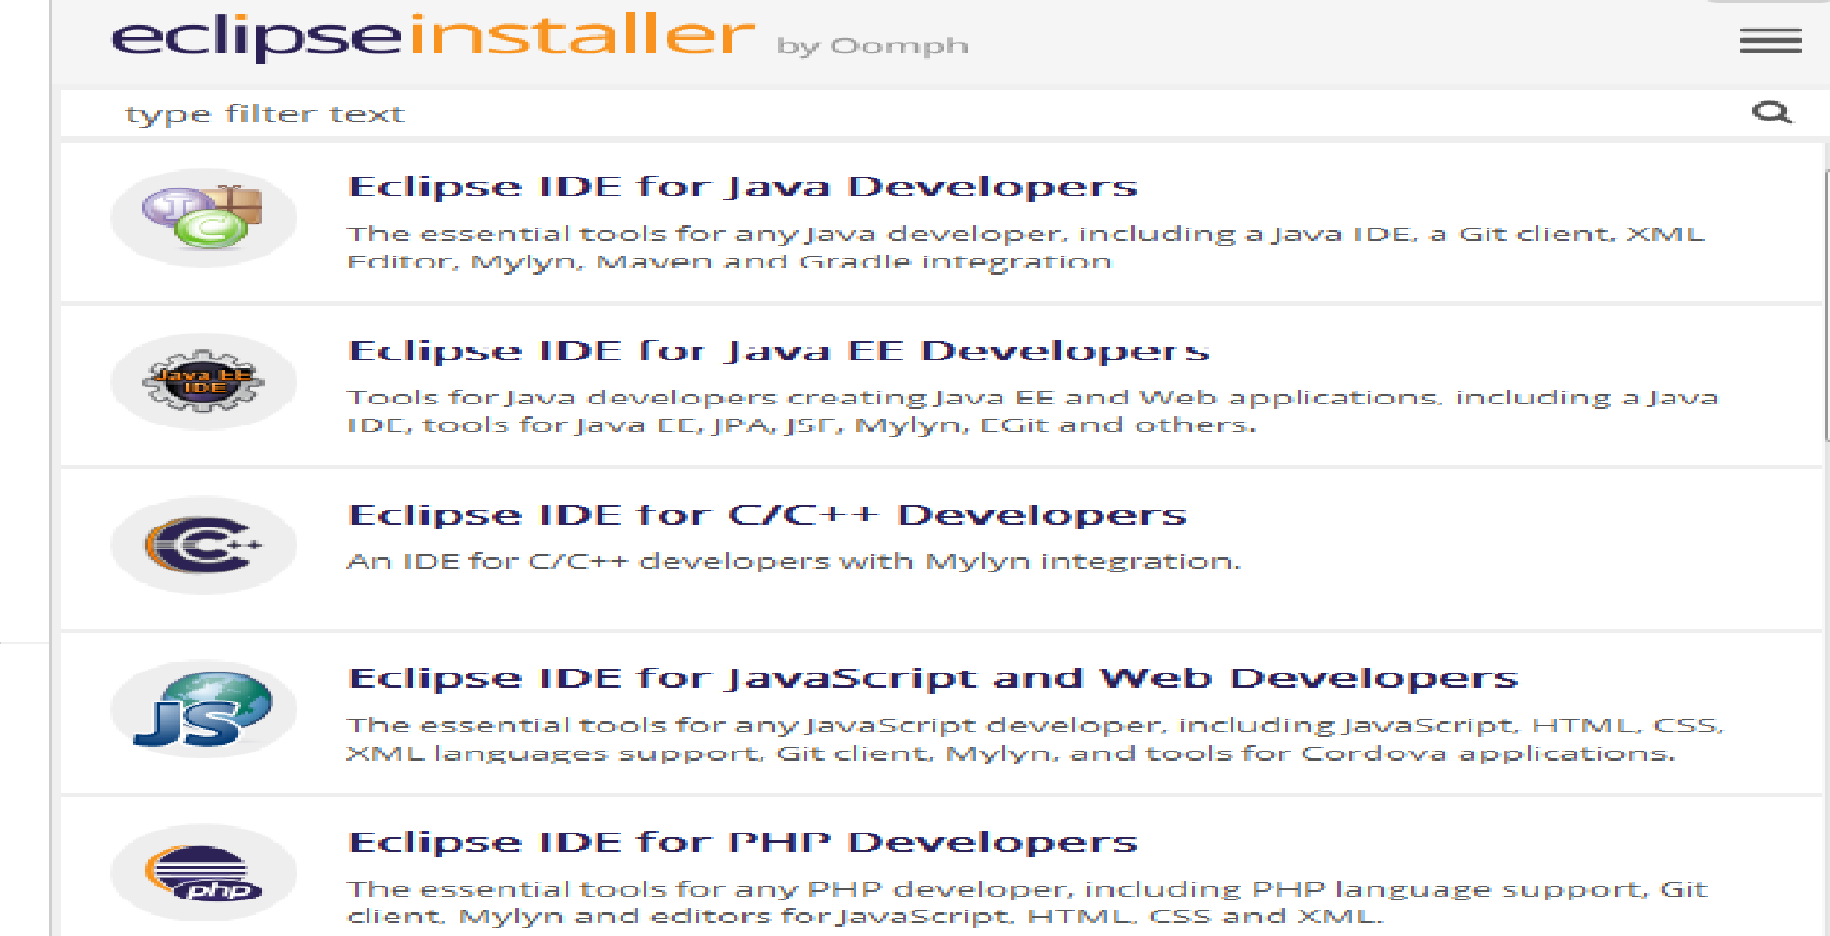 eclipseinstaller by Oomph
type filter text
Eclipse IDE for Java Developers
The essential tools for any Java developer, including a Java IDE, a Git client, XML
Editor, Mylyn, Maven and Gradle integration
Eclipse IDE for Java EE Developers
Java EE
IDE
Tools for Java developers creating Java EE and Web applications, including a Java
IDE, tools for Java EE, JPA, JSF, Mylyn, EGit and others.
C++
Eclipse IDE for C/C++ Developers
An IDE for C/C++ developers with Mylyn integration.
JS
Eclipse IDE for JavaScript and Web Developers
The essential tools for any JavaScript developer, including JavaScript, HTML, CSS,
XML languages support, Git client, Mylyn, and tools for Cordova applications.
php
Eclipse IDE for PHP Developers
The essential tools for any PHP developer, including PHP language support, Git
client, Mylyn and editors for JavaScript, HTML, CSS and XML.